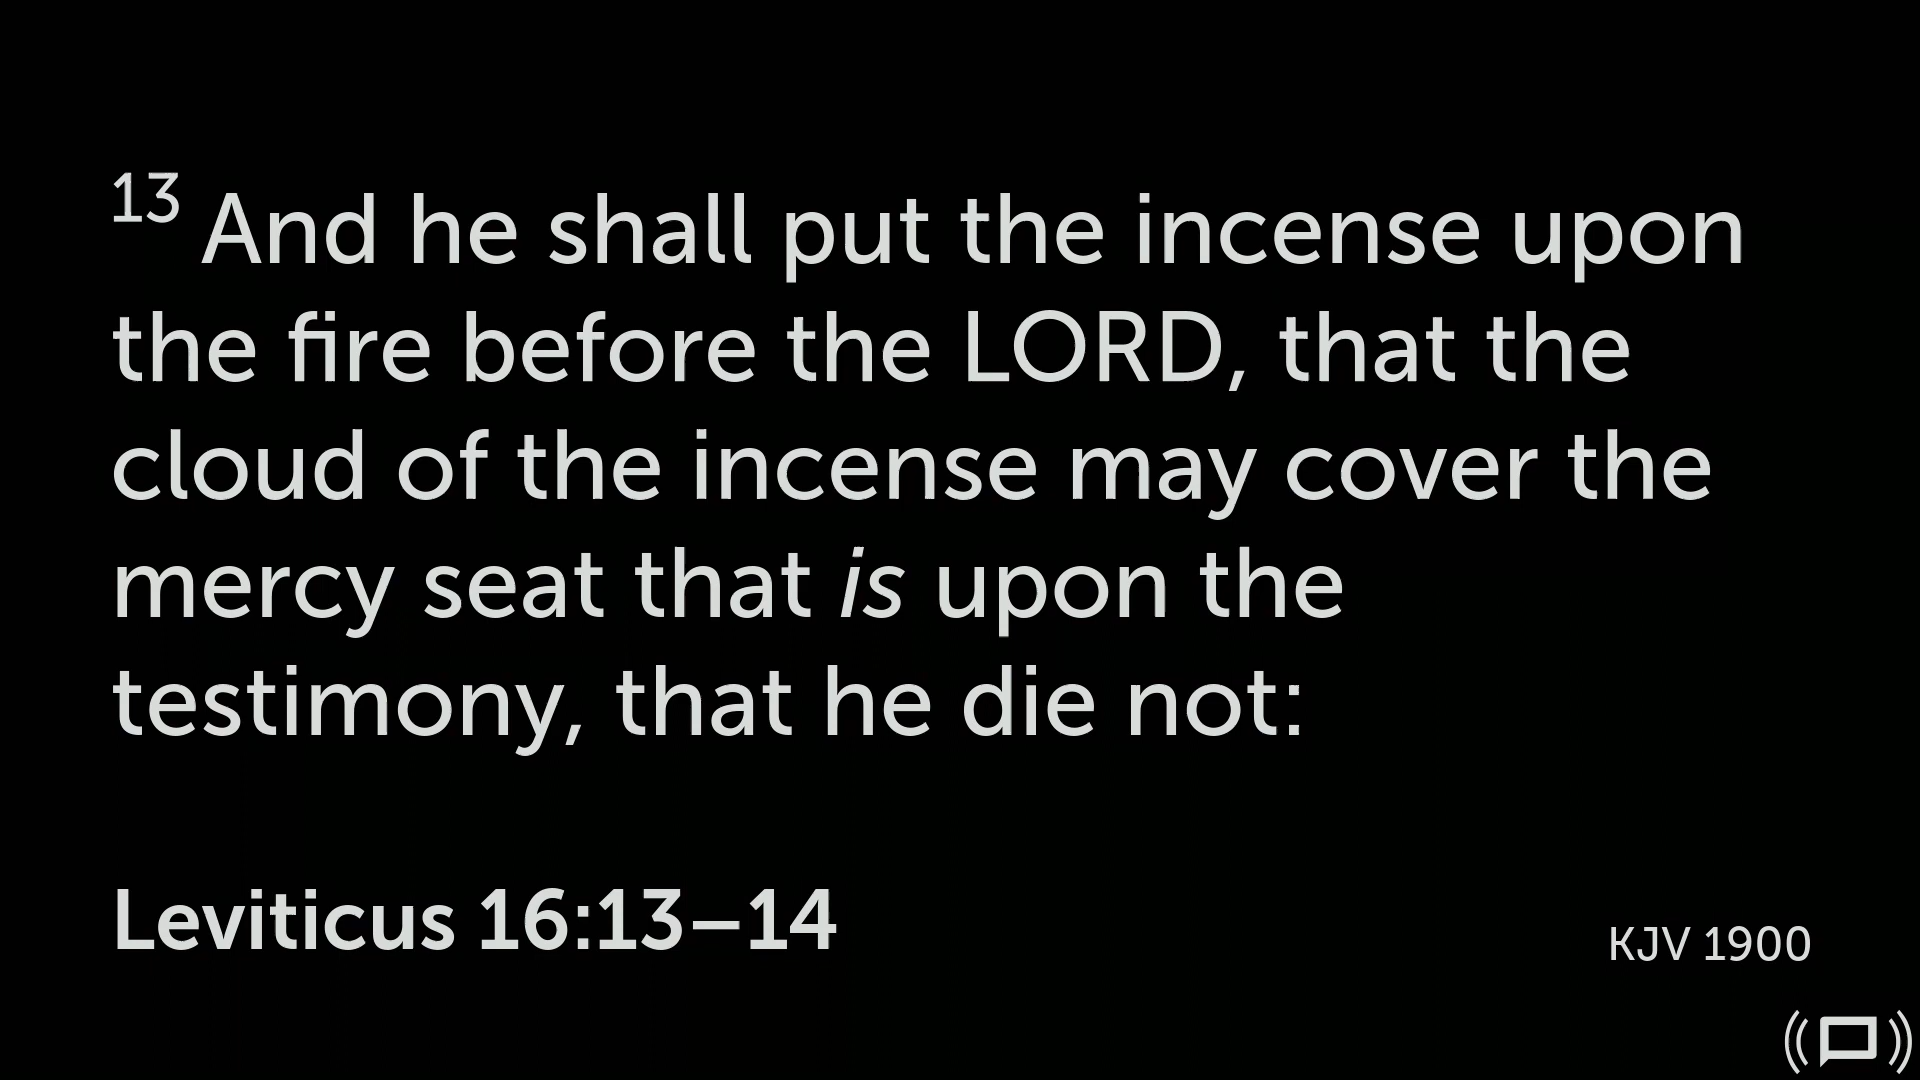 13 And he shall put the incense upon
the fire before the LORD, that the
cloud of the incense may cover the
mercy seat that is upon the
testimony, that he die not:
Leviticus 16:13–14
KJV 1900